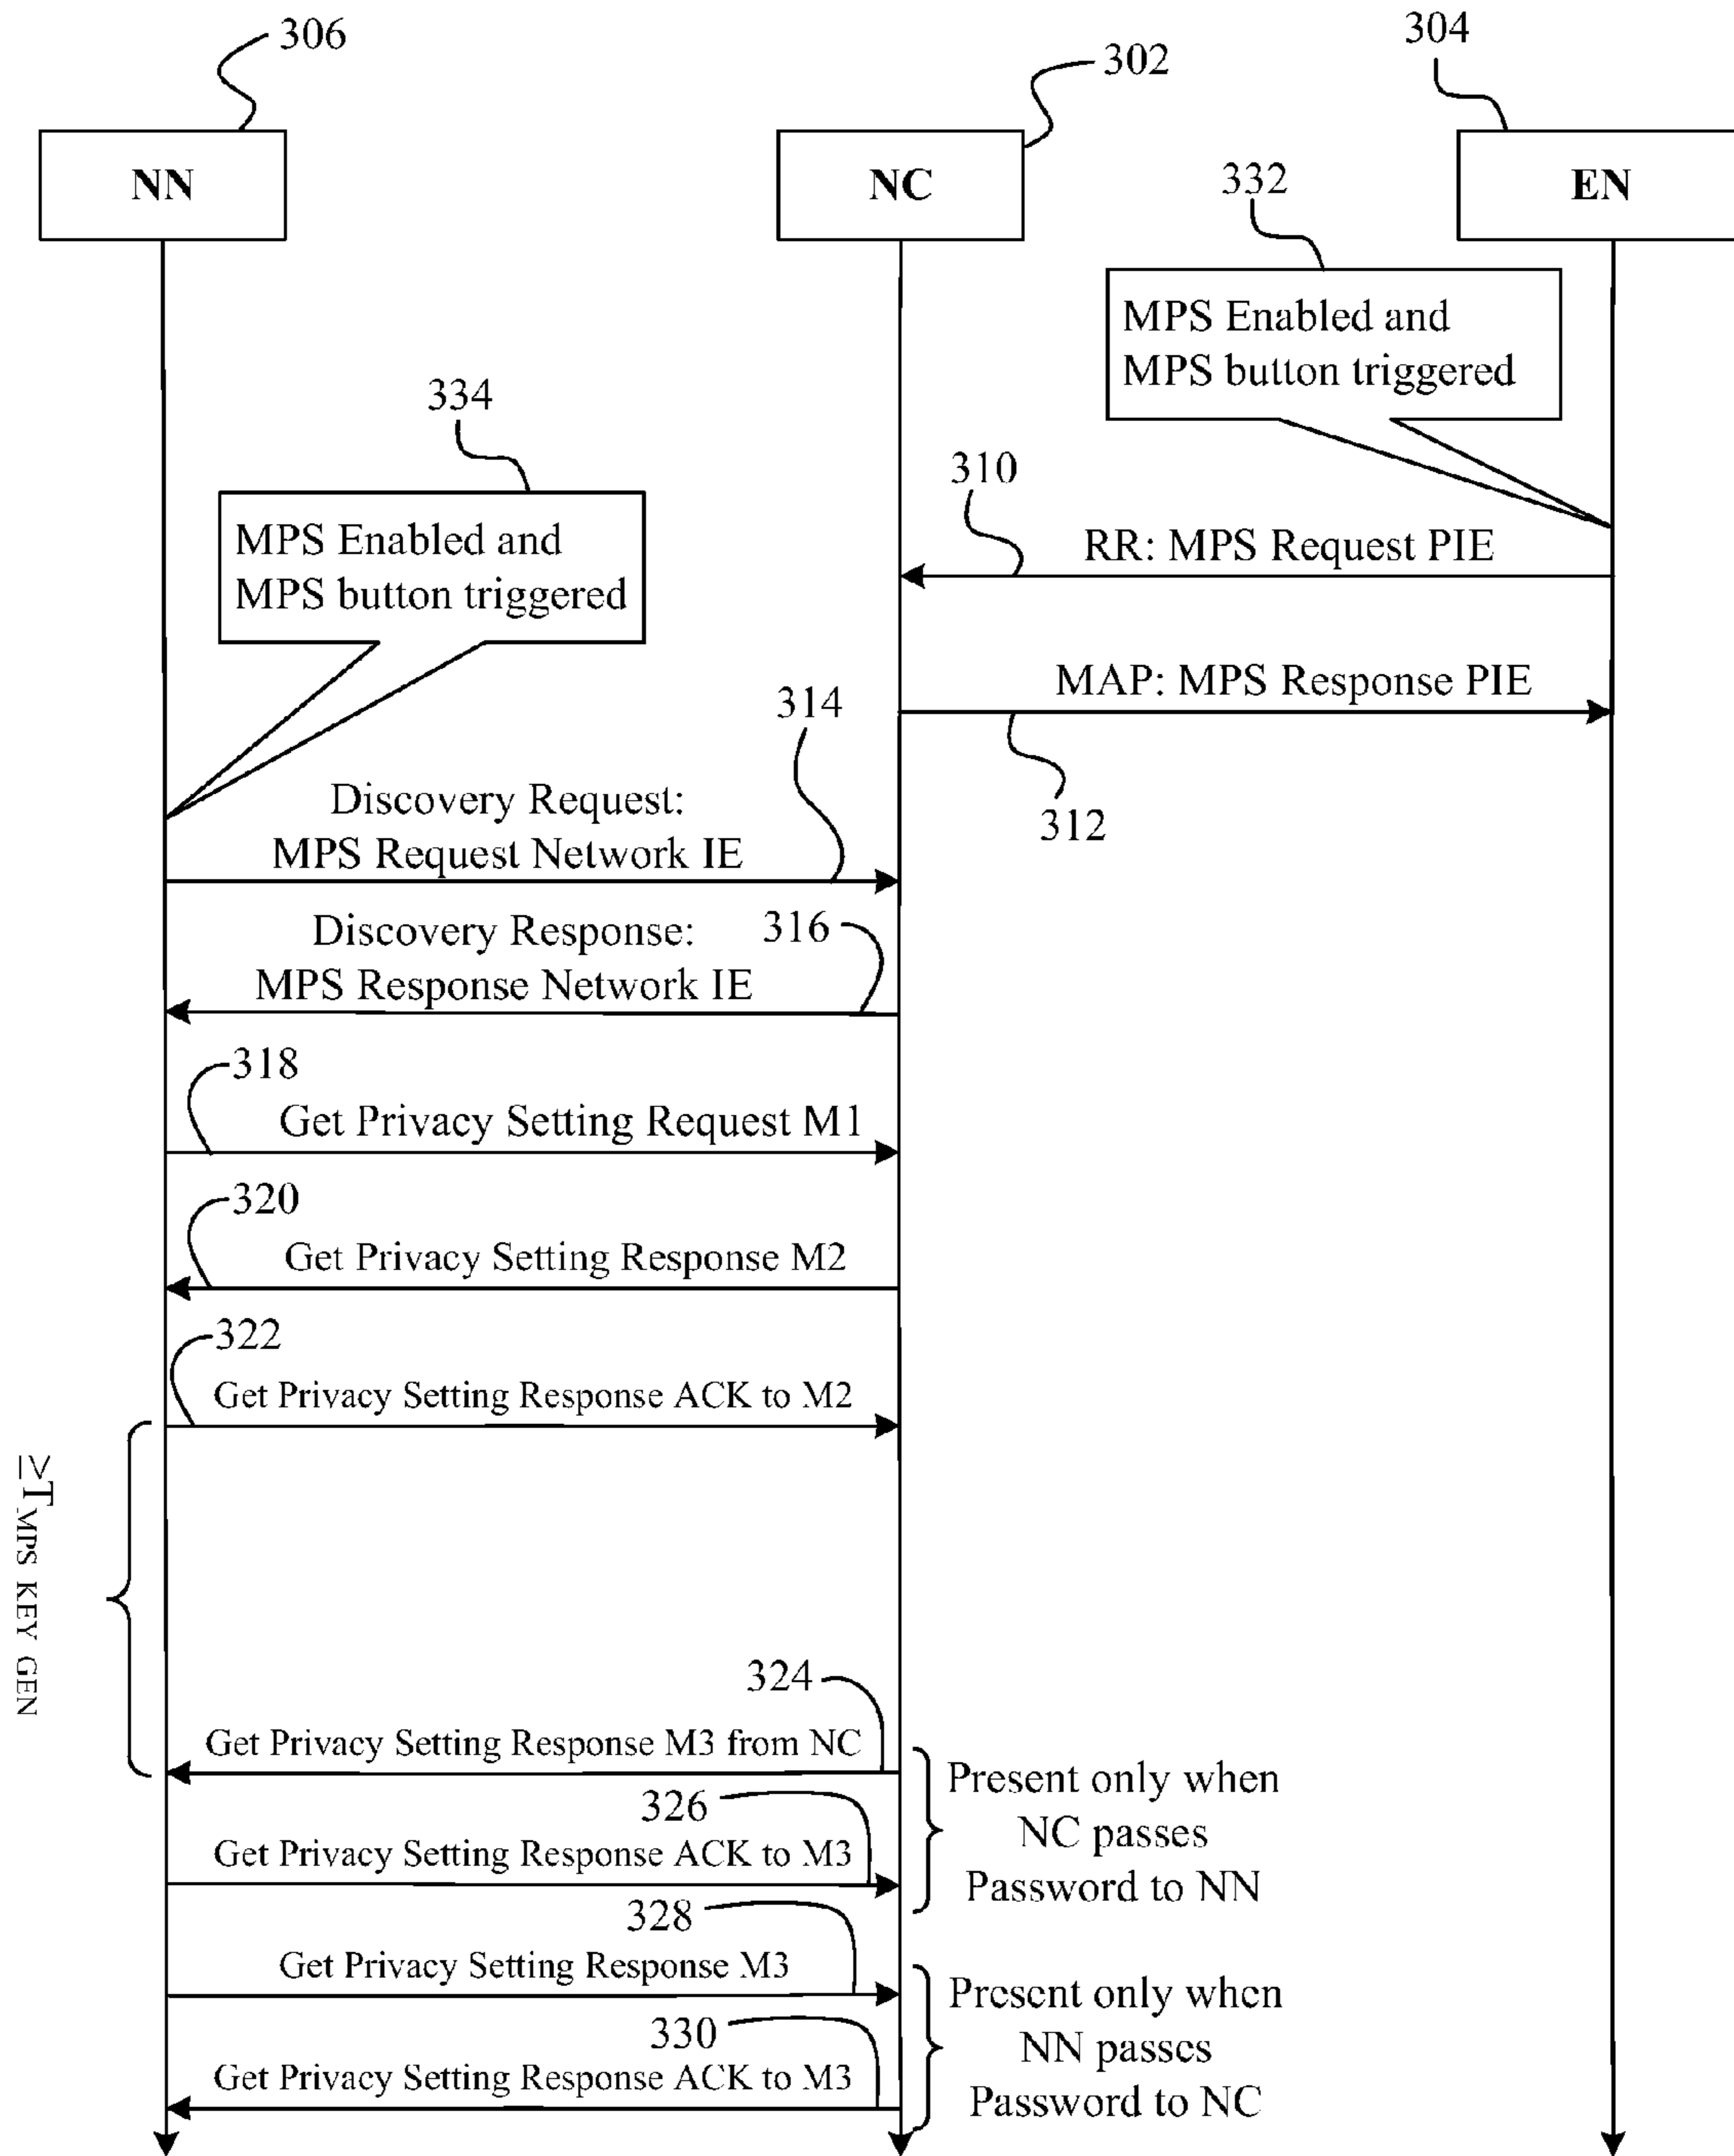 306
302
304
NN
NC
EN
332
MPS Enabled and
MPS button triggered
334
MPS Enabled and
MPS button triggered
310
RR: MPS Request PIE
MAP: MPS Response PIE
312
314
Discovery Request:
MPS Request Network IE
Discovery Response:
316
MPS Response Network IE
318
Get Privacy Setting Request M1
320
Get Privacy Setting Response M2
322
Get Privacy Setting Response ACK to M2
≥TMPS KEY GEN
324
Get Privacy Setting Response M3 from NC
326
Get Privacy Setting Response ACK to M3
Present only when
NC passes
Password to NN
328
Get Privacy Setting Response M3
330
Get Privacy Setting Response ACK to M3
Present only when
NN passes
Password to NC